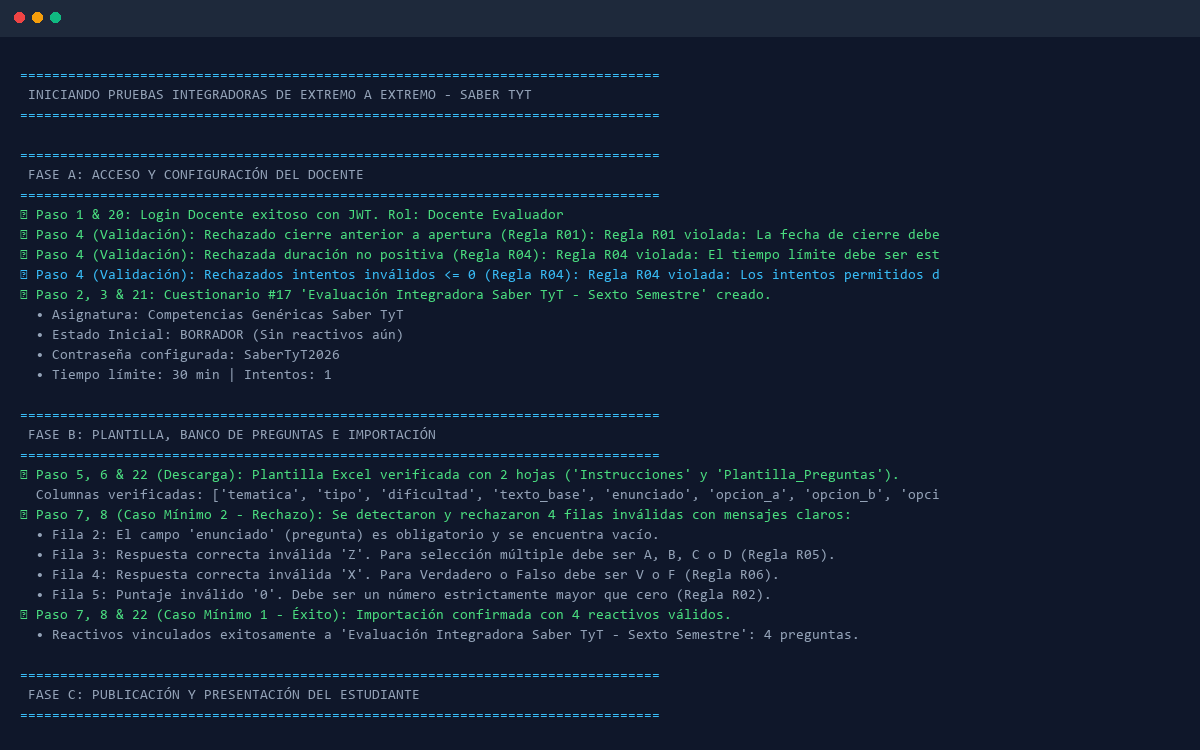 ================================================================================
INICIANDO PRUEBAS INTEGRADORAS DE EXTREMO A EXTREMO - SABER TYT
================================================================================
================================================================================
FASE A: ACCESO Y CONFIGURACIÓN DEL DOCENTE
================================================================================
Paso 1 & 20: Login Docente exitoso con JWT. Rol: Docente Evaluador
Paso 4 (Validación): Rechazado cierre anterior a apertura (Regla R01): Regla R01 violada: La fecha de cierre debe
Paso 4 (Validación): Rechazada duración no positiva (Regla R04): Regla R04 violada: El tiempo límite debe ser est
Paso 4 (Validación): Rechazados intentos inválidos <= 0 (Regla R04): Regla R04 violada: Los intentos permitidos d
Paso 2, 3 & 21: Cuestionario #17 'Evaluación Integradora Saber TyT - Sexto Semestre' creado.
• Asignatura: Competencias Genéricas Saber TyT
• Estado Inicial: BORRADOR (Sin reactivos aún)
• Contraseña configurada: SaberTyT2026
• Tiempo límite: 30 min | Intentos: 1
================================================================================
FASE B: PLANTILLA, BANCO DE PREGUNTAS E IMPORTACIÓN
================================================================================
Paso 5, 6 & 22 (Descarga): Plantilla Excel verificada con 2 hojas ('Instrucciones' y 'Plantilla_Preguntas').
Columnas verificadas: ['tematica', 'tipo', 'dificultad', 'texto_base', 'enunciado', 'opcion_a', 'opcion_b', 'opci
Paso 7, 8 (Caso Mínimo 2 - Rechazo): Se detectaron y rechazaron 4 filas inválidas con mensajes claros:
• Fila 2: El campo 'enunciado' (pregunta) es obligatorio y se encuentra vacío.
• Fila 3: Respuesta correcta inválida 'Z'. Para selección múltiple debe ser A, B, C o D (Regla R05).
• Fila 4: Respuesta correcta inválida 'X'. Para Verdadero o Falso debe ser V o F (Regla R06).
• Fila 5: Puntaje inválido '0'. Debe ser un número estrictamente mayor que cero (Regla R02).
Paso 7, 8 & 22 (Caso Mínimo 1 - Éxito): Importación confirmada con 4 reactivos válidos.
• Reactivos vinculados exitosamente a 'Evaluación Integradora Saber TyT - Sexto Semestre': 4 preguntas.
================================================================================
FASE C: PUBLICACIÓN Y PRESENTACIÓN DEL ESTUDIANTE
================================================================================